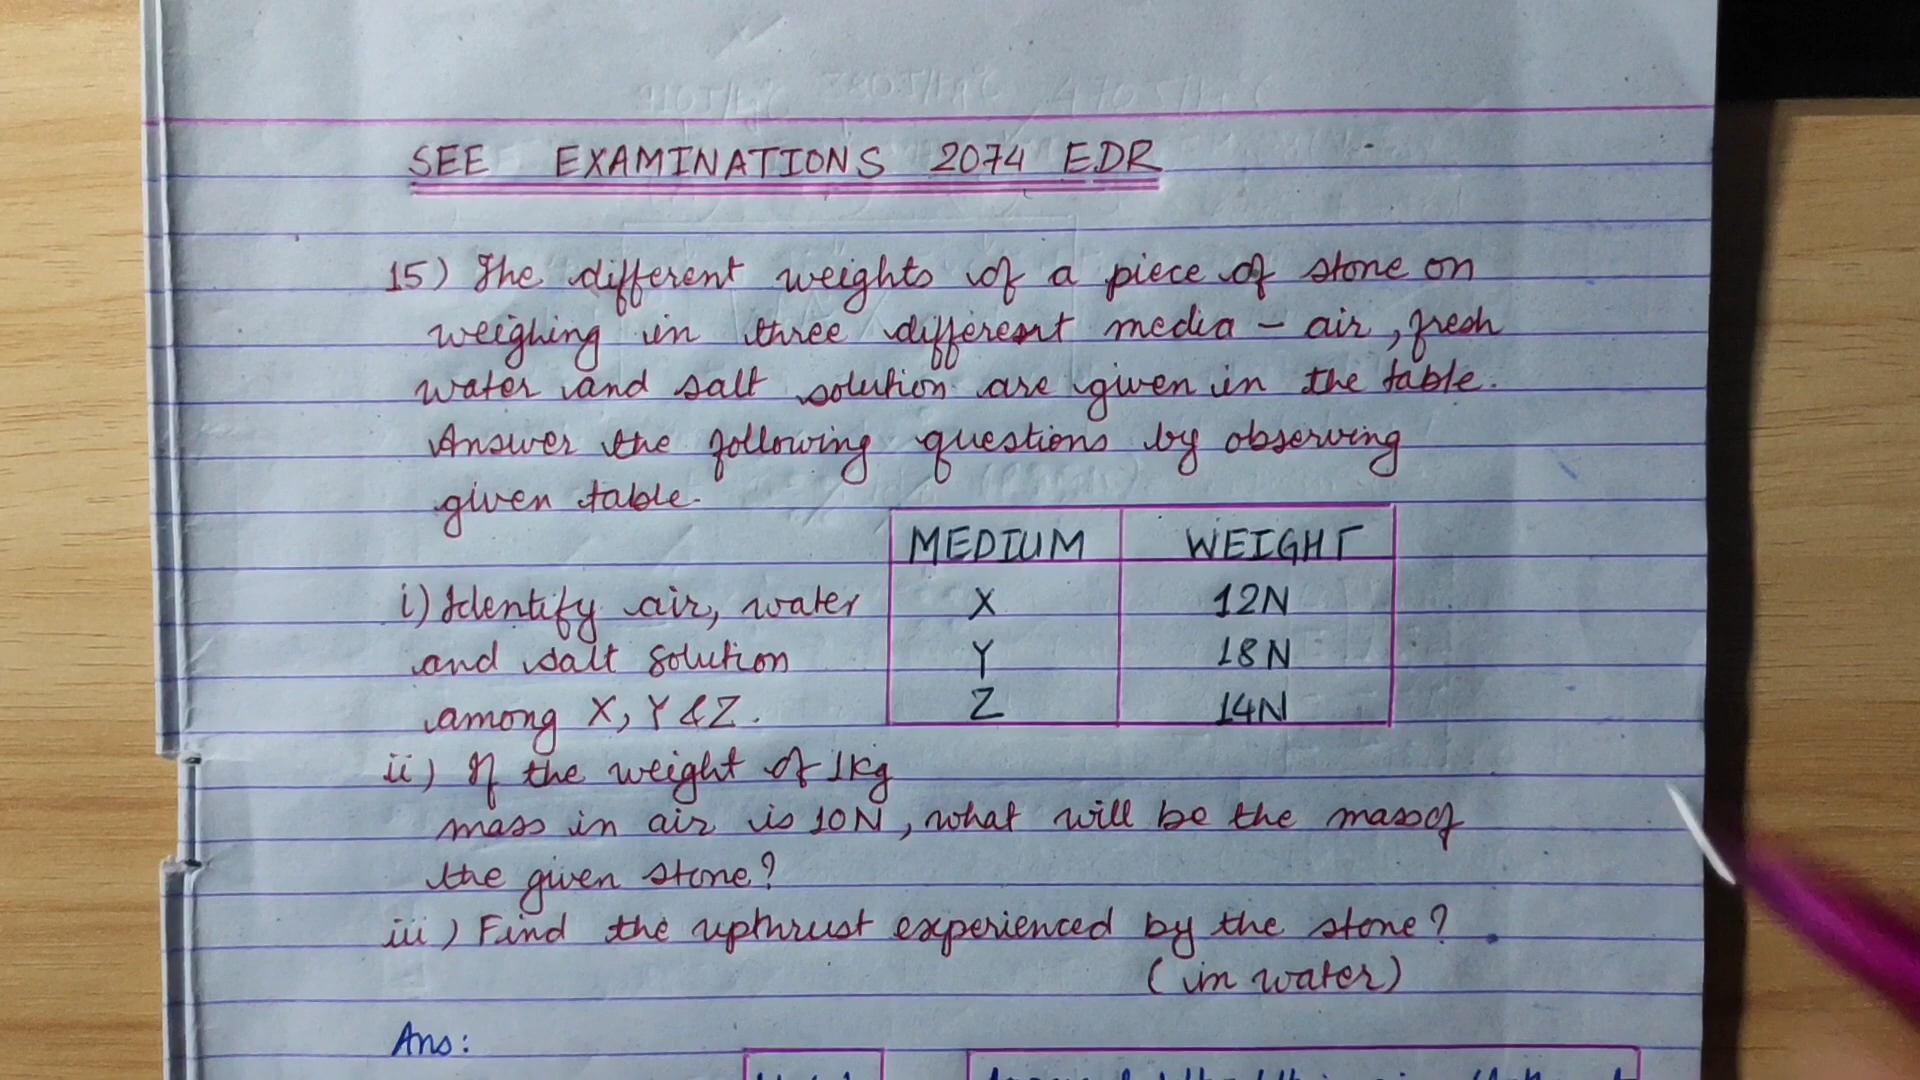 SEE EXAMINATIONS 2074 EDR
15) The different weights of a piece of stone on
weighing in three different media - air, fresh
water and salt solution are given in the table.
Answer the following questions by observing
given table.
MEDIUM WEIGHT
X 12N
Y 18N
Z 14N
i) Identify air, water
and salt solution
among X, Y & Z.
ii) If the weight of 1kg
mass in air is 10N, what will be the mass of
the given stone?
iii) Find the upthrust experienced by the stone?
(in water)
Ans: